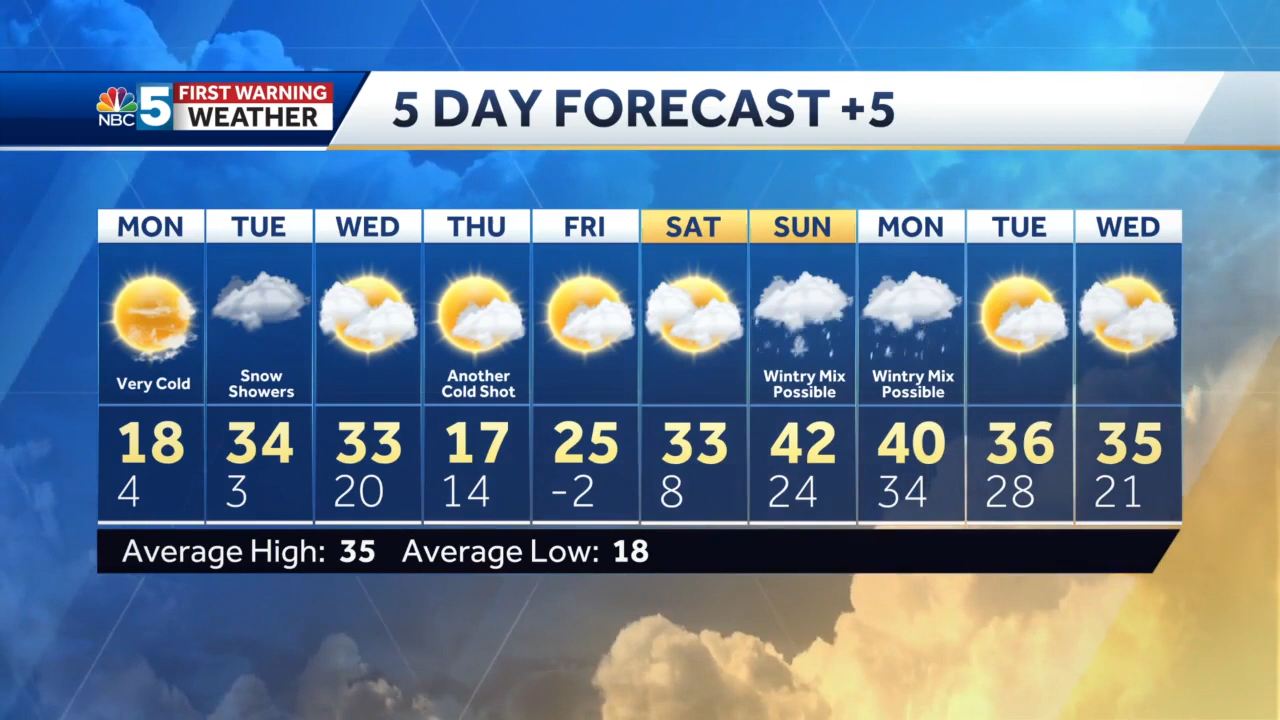 NBC 5 FIRST WARNING
WEATHER
5 DAY FORECAST +5
MON TUE WED THU FRI SAT SUN MON TUE WED
Very Cold
Snow
Showers
Another
Cold Shot
Wintry Mix
Possible
Wintry Mix
Possible
18 34 33 17 25 33 42 40 36 35
4 3 20 14 -2 8 24 34 28 21
Average High: 35 Average Low: 18